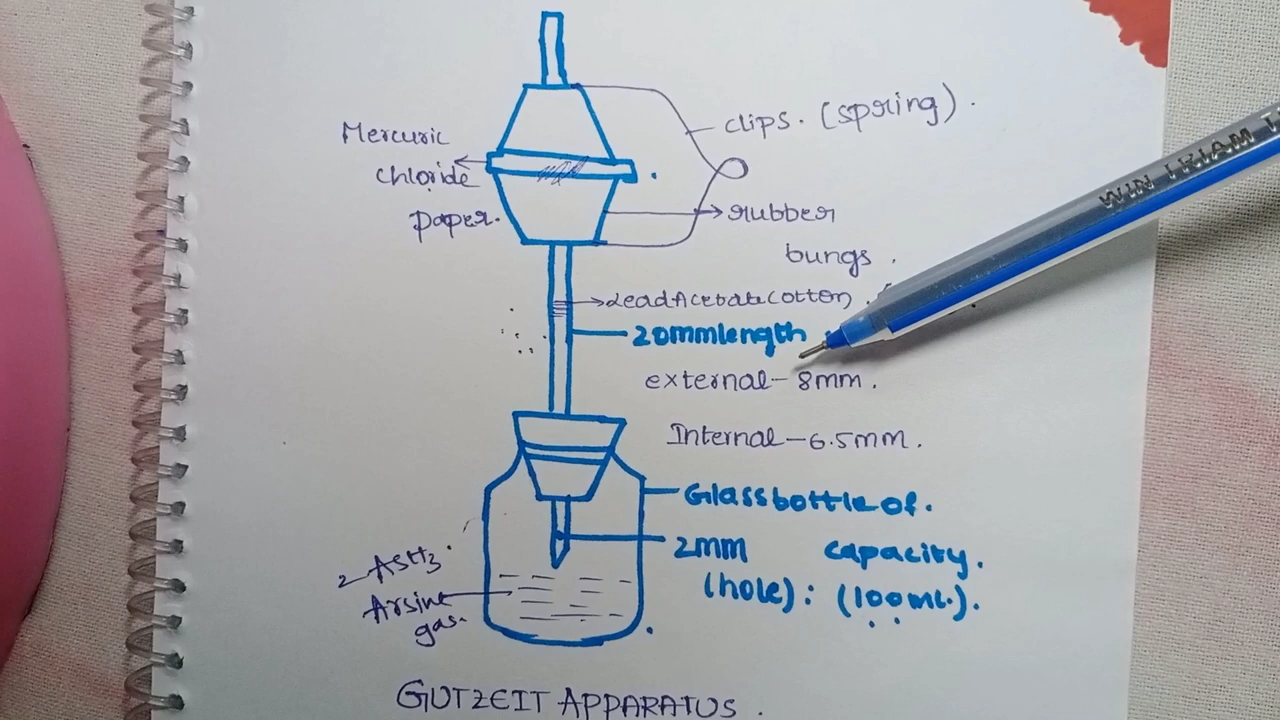 Mercuric
chloride
paper.
clips. (spring).
rubber
bungs.
Lead Acetate Cotton
20mm length
external - 8mm.
Internal - 6.5mm.
Glass bottle of.
capacity.
(100ml.).
2mm
(hole):
2 AsH3.
Arsine
gas.
GUTZEIT APPARATUS.
WIN